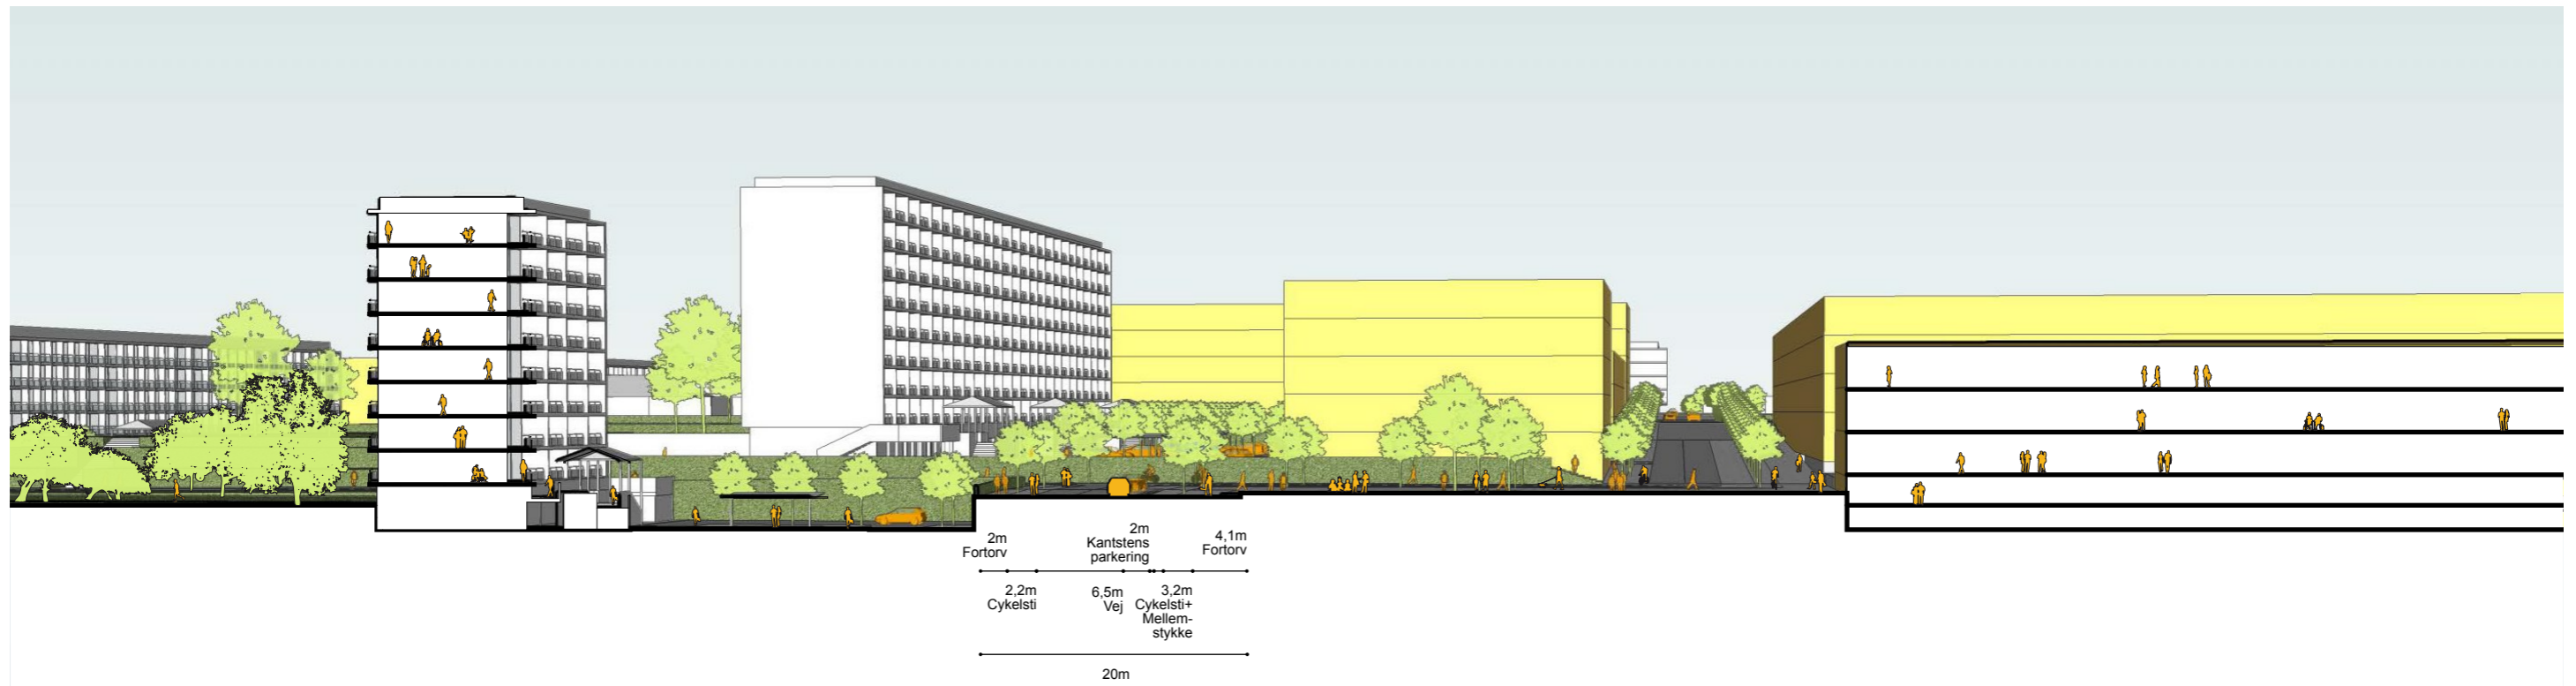 2m
Fortorv
2m
Kantstens
parkering
4,1m
Fortorv
2,2m
Cykelsti
6,5m
Vej
3,2m
Cykelsti+
Mellem-
stykke
20m